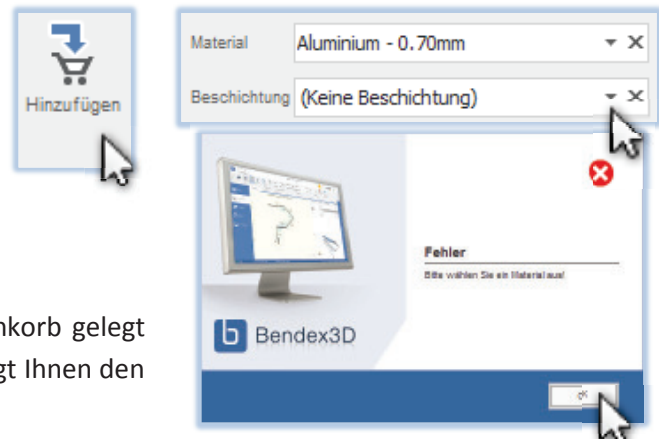 Hinzufügen
Material Aluminium - 0.70mm
Beschichtung (Keine Beschichtung)
Fehler
Bitte wählen Sie ein Material aus!
b Bendex3D
OK
nkorb gelegt
gt Ihnen den